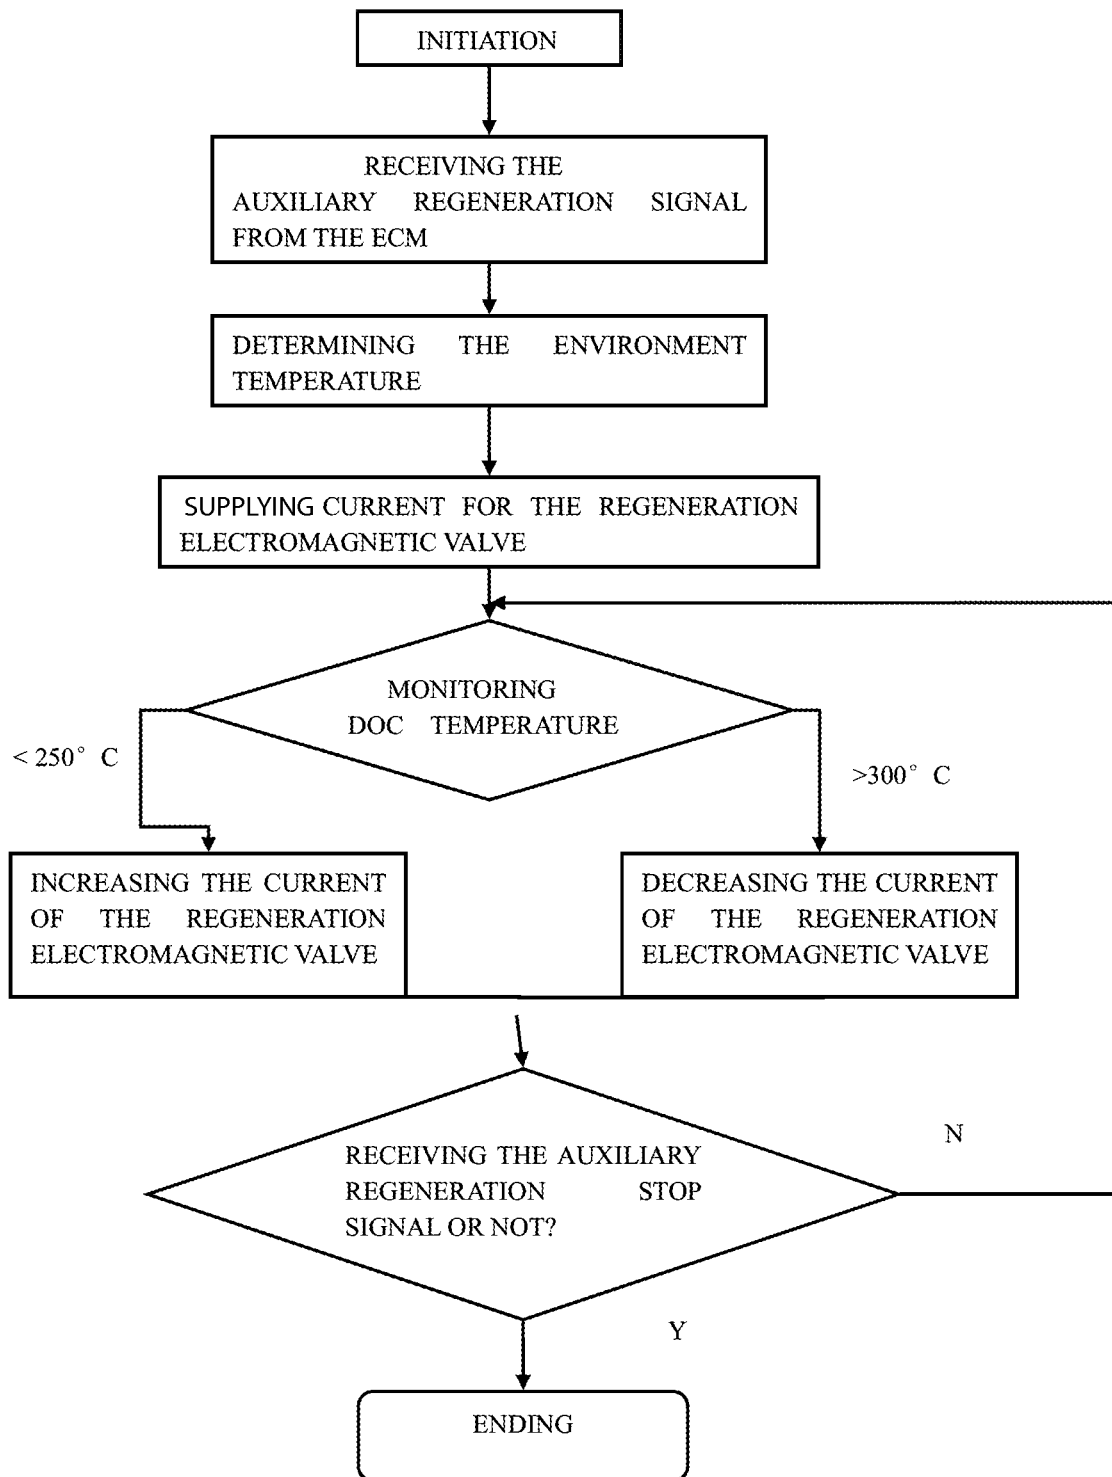 INITIATION
RECEIVING THE
AUXILIARY REGENERATION SIGNAL
FROM THE ECM
DETERMINING THE ENVIRONMENT
TEMPERATURE
SUPPLYING CURRENT FOR THE REGENERATION
ELECTROMAGNETIC VALVE
MONITORING
DOC TEMPERATURE
< 250° C
>300° C
INCREASING THE CURRENT
OF THE REGENERATION
ELECTROMAGNETIC VALVE
DECREASING THE CURRENT
OF THE REGENERATION
ELECTROMAGNETIC VALVE
N
RECEIVING THE AUXILIARY
REGENERATION STOP
SIGNAL OR NOT?
Y
ENDING